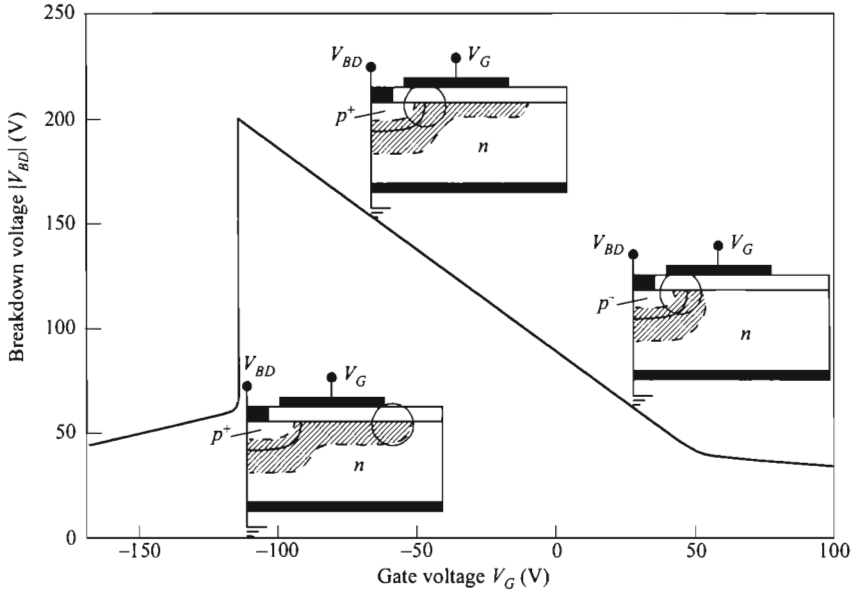 250
200
150
100
50
0
Breakdown voltage |V_BD| (V)
V_BD V_G
p+
n
V_BD V_G
p-
n
V_BD V_G
p+
n
−150 −100 −50 0 50 100
Gate voltage V_G (V)